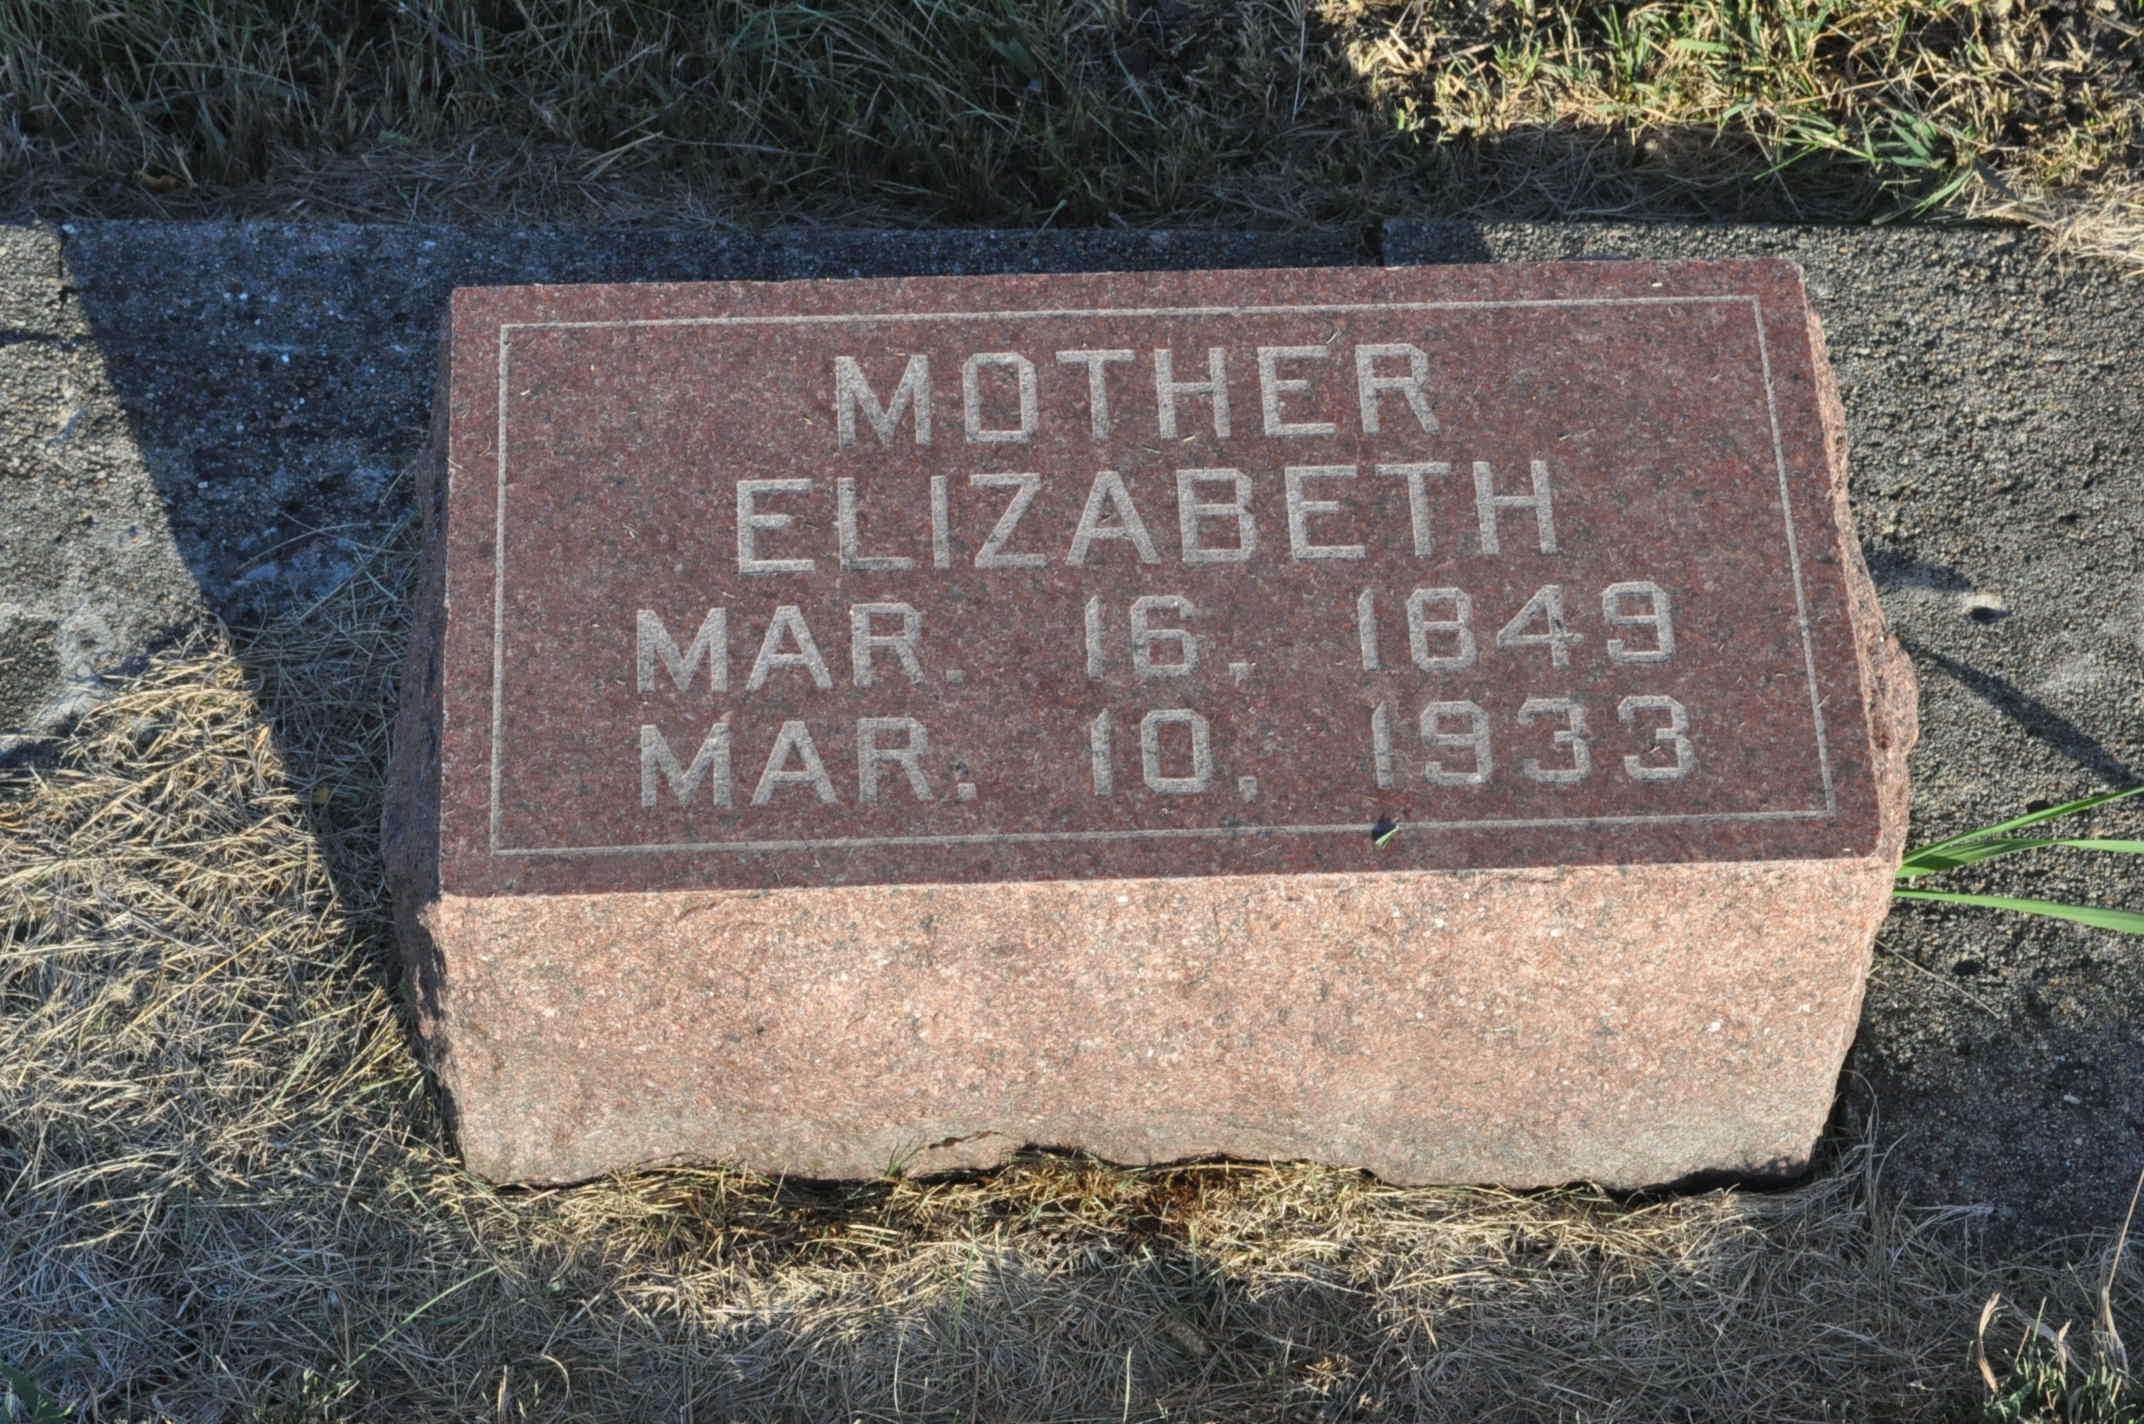 MOTHER
ELIZABETH
MAR. 16, 1849
MAR. 10, 1933